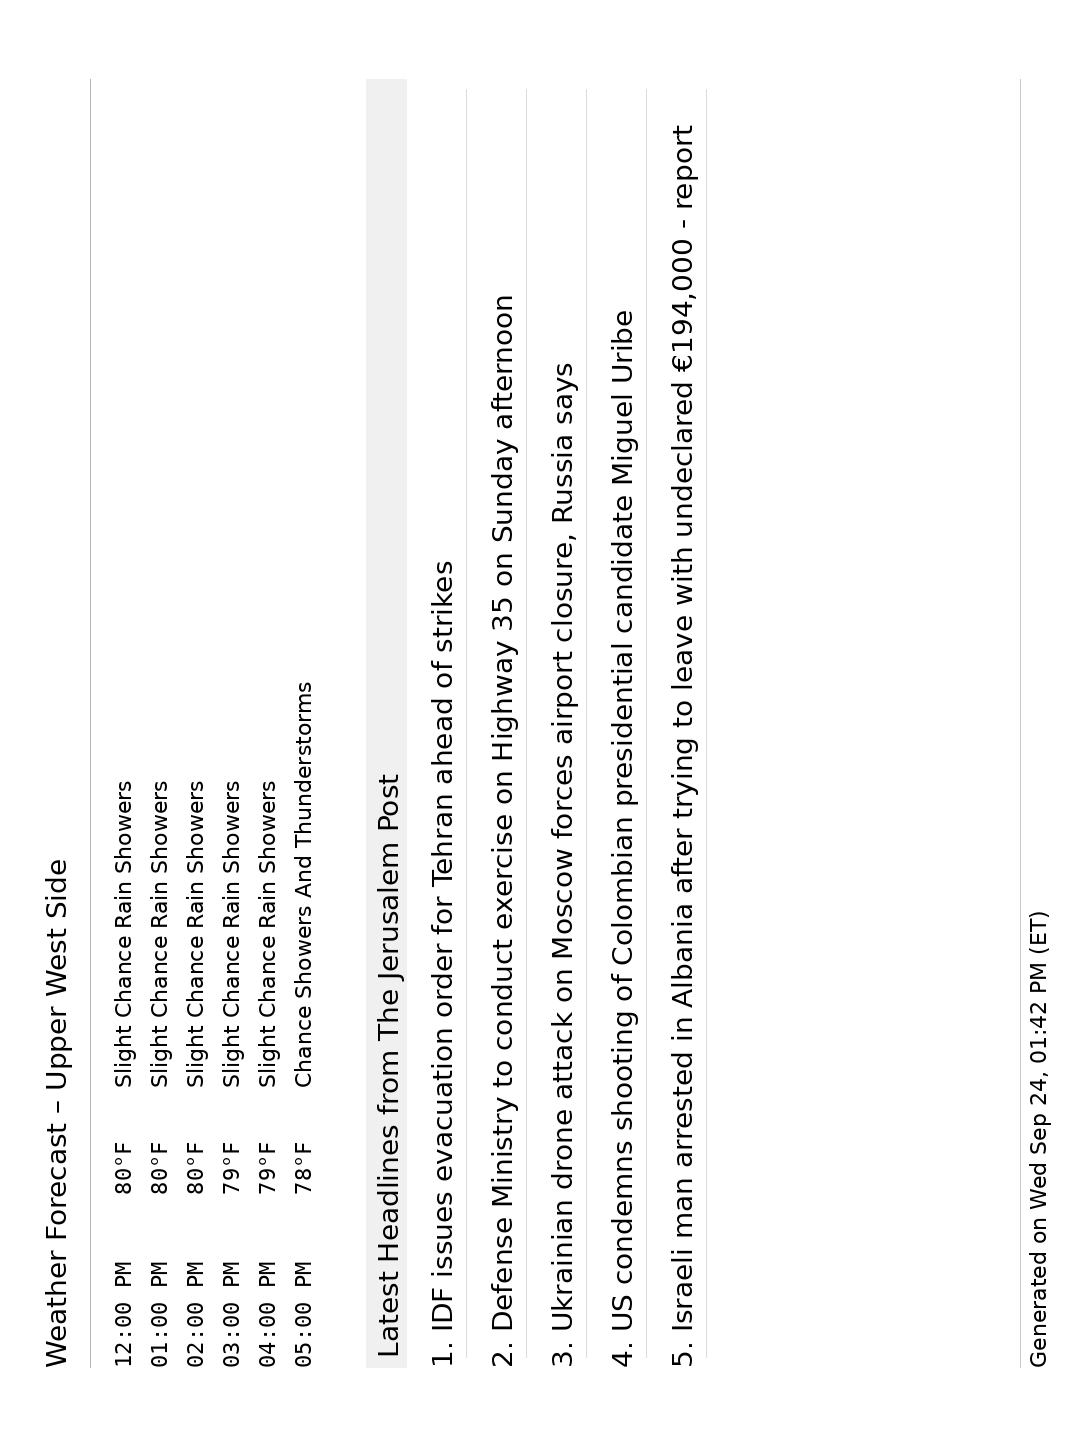 Weather Forecast – Upper West Side
12:00 PM 80°F Slight Chance Rain Showers
01:00 PM 80°F Slight Chance Rain Showers
02:00 PM 80°F Slight Chance Rain Showers
03:00 PM 79°F Slight Chance Rain Showers
04:00 PM 79°F Slight Chance Rain Showers
05:00 PM 78°F Chance Showers And Thunderstorms
Latest Headlines from The Jerusalem Post
1. IDF issues evacuation order for Tehran ahead of strikes
2. Defense Ministry to conduct exercise on Highway 35 on Sunday afternoon
3. Ukrainian drone attack on Moscow forces airport closure, Russia says
4. US condemns shooting of Colombian presidential candidate Miguel Uribe
5. Israeli man arrested in Albania after trying to leave with undeclared €194,000 - report
Generated on Wed Sep 24, 01:42 PM (ET)